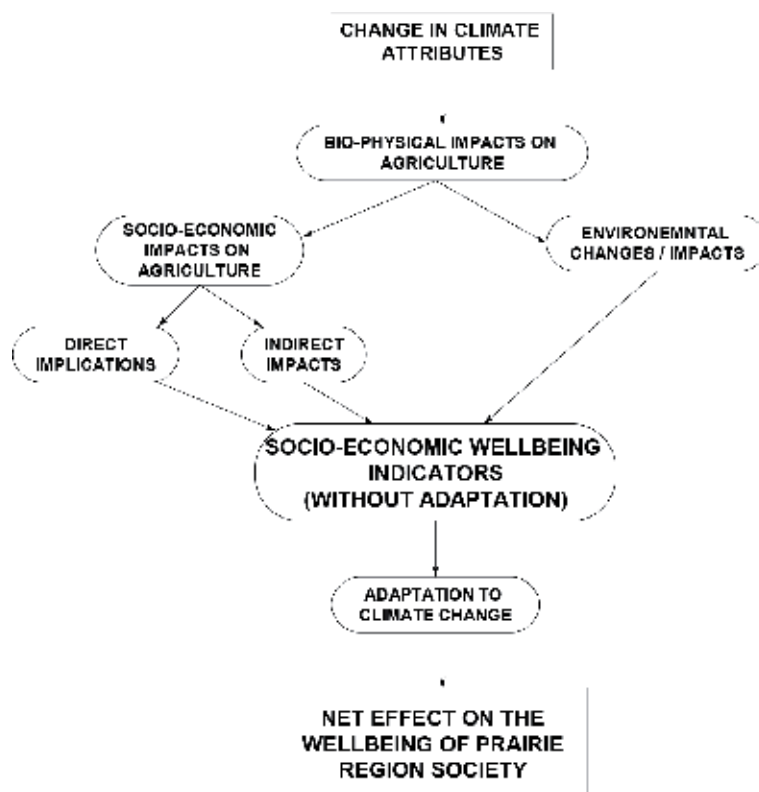 CHANGE IN CLIMATE
ATTRIBUTES
BIO-PHYSICAL IMPACTS ON
AGRICULTURE
SOCIO-ECONOMIC
IMPACTS ON
AGRICULTURE
ENVIRONEMNTAL
CHANGES / IMPACTS
DIRECT
IMPLICATIONS
INDIRECT
IMPACTS
SOCIO-ECONOMIC WELLBEING
INDICATORS
(WITHOUT ADAPTATION)
ADAPTATION TO
CLIMATE CHANGE
NET EFFECT ON THE
WELLBEING OF PRAIRIE
REGION SOCIETY